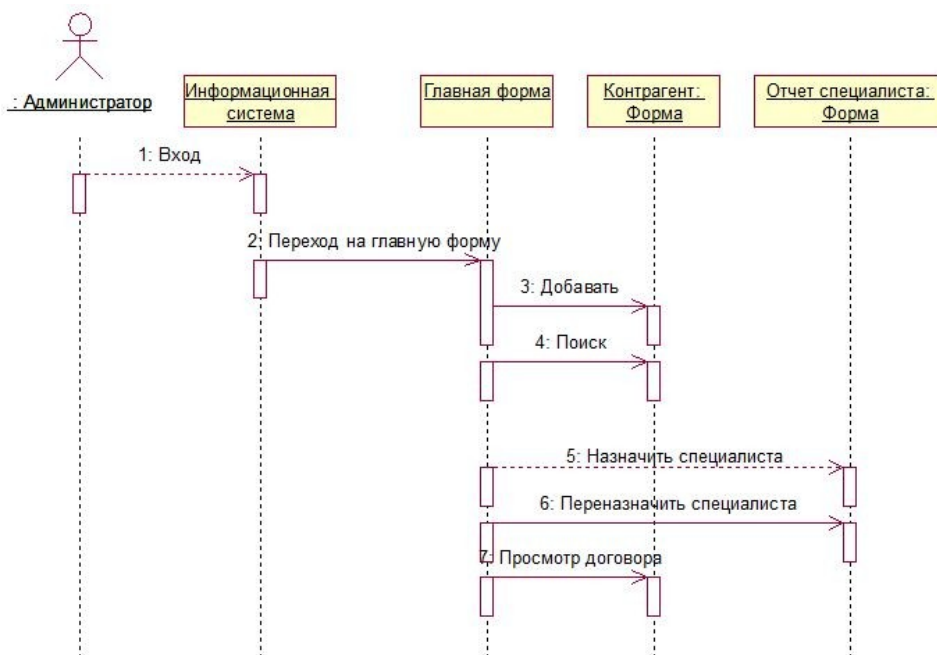 : Администратор
Информационная
система
Главная форма
Контрагент:
Форма
Отчет специалиста:
Форма
1: Вход
2: Переход на главную форму
3: Добавать
4: Поиск
5: Назначить специалиста
6: Переназначить специалиста
7: Просмотр договора